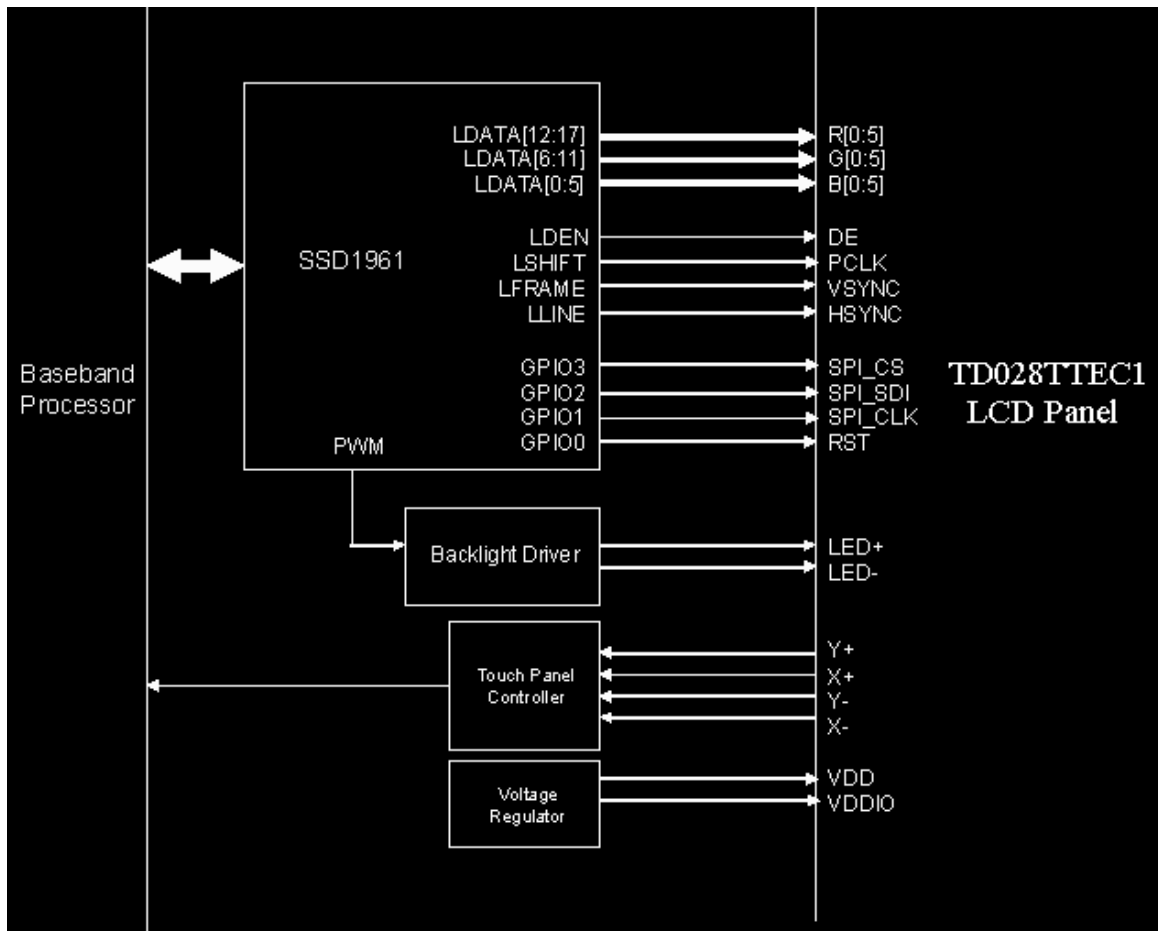 LDATA[12:17]
LDATA[6:11]
LDATA[0:5]
LDEN
SSD1961
LSHIFT
LFRAME
LLINE
GPIO3
GPIO2
GPIO1
GPIO0
PWM
R[0:5]
G[0:5]
B[0:5]
DE
PCLK
VSYNC
HSYNC
SPI_CS
SPI_SDI
SPI_CLK
RST
Baseband
Processor
TD028TTEC1
LCD Panel
Backlight Driver
LED+
LED-
Touch Panel
Controller
Y+
X+
Y-
X-
Voltage
Regulator
VDD
VDDIO